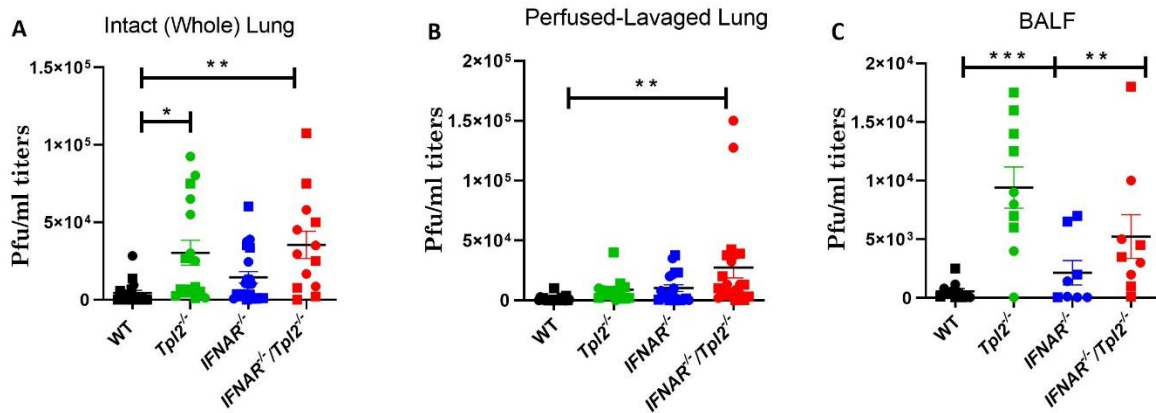 A
Intact (Whole) Lung
Pfu/ml titers
1.5×10⁵
1×10⁵
5×10⁴
0
**
*
WT
Tpl2⁻/⁻
IFNAR⁻/⁻
IFNAR⁻/⁻/Tpl2⁻/⁻
B
Perfused-Lavaged Lung
Pfu/ml titers
2×10⁵
1.5×10⁵
1×10⁵
5×10⁴
0
**
WT
Tpl2⁻/⁻
IFNAR⁻/⁻
IFNAR⁻/⁻/Tpl2⁻/⁻
C
BALF
Pfu/ml titers
2×10⁴
1.5×10⁴
1×10⁴
5×10³
0
***
**
WT
Tpl2⁻/⁻
IFNAR⁻/⁻
IFNAR⁻/⁻/Tpl2⁻/⁻